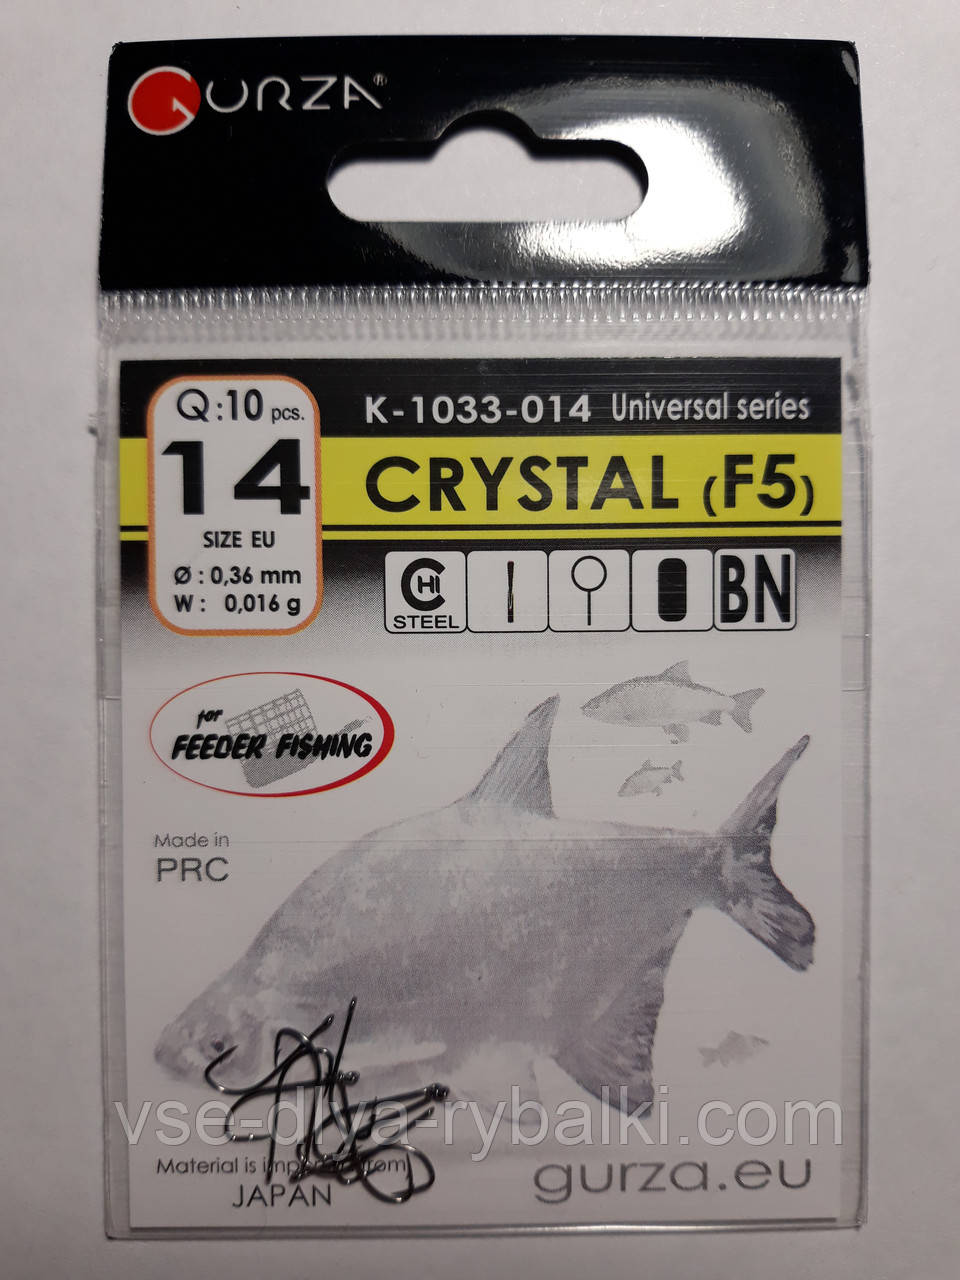 GURZA®
Q:10 pcs.
14
SIZE EU
Ø : 0,36 mm
W : 0,016 g
K-1033-014 Universal series
CRYSTAL (F5)
C HI
STEEL
BN
for
FEEDER FISHING
Made in
PRC
vse-dlya-rybalki.com
Material is imported from
JAPAN
gurza.eu